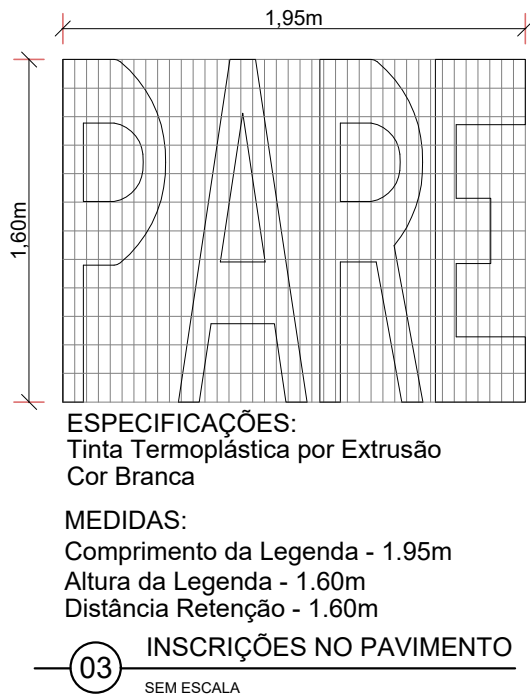 1,95m
1,60m
PARE
ESPECIFICAÇÕES:
Tinta Termoplástica por Extrusão
Cor Branca
MEDIDAS:
Comprimento da Legenda - 1.95m
Altura da Legenda - 1.60m
Distância Retenção - 1.60m
03
INSCRIÇÕES NO PAVIMENTO
SEM ESCALA